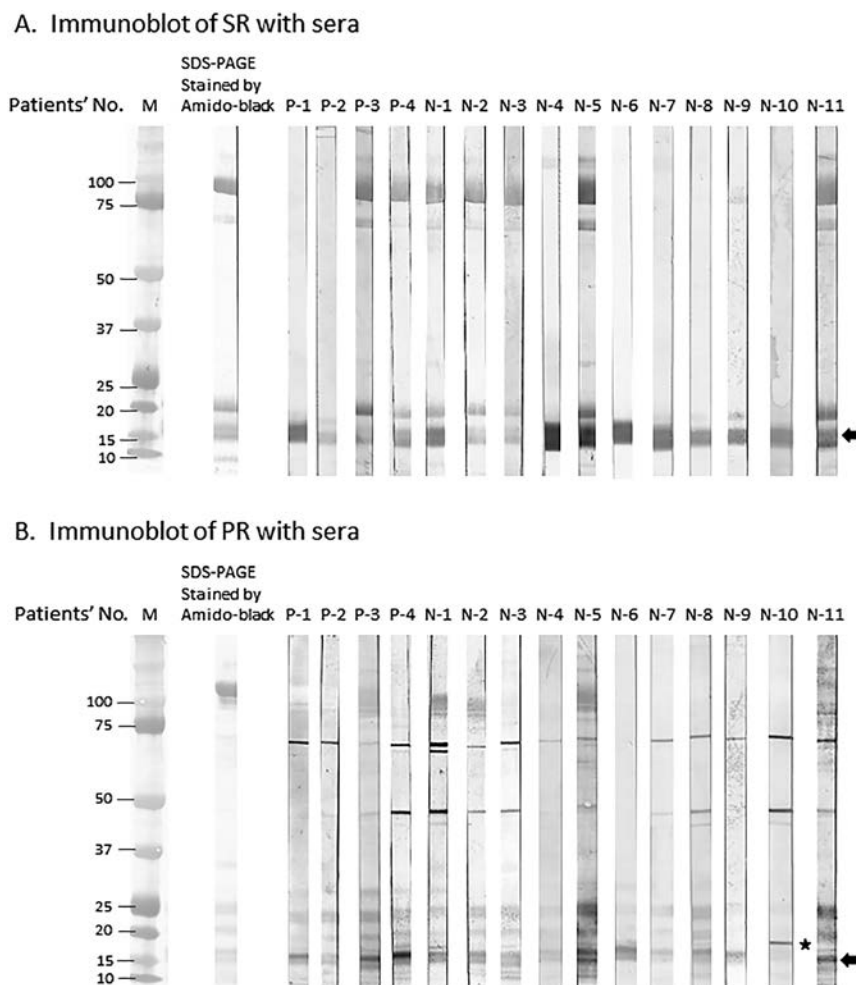 A. Immunoblot of SR with sera
SDS-PAGE
Stained by
Patients' No. M Amido-black P-1 P-2 P-3 P-4 N-1 N-2 N-3 N-4 N-5 N-6 N-7 N-8 N-9 N-10 N-11
100
75
50
37
25
20
15
10
B. Immunoblot of PR with sera
SDS-PAGE
Stained by
Patients' No. M Amido-black P-1 P-2 P-3 P-4 N-1 N-2 N-3 N-4 N-5 N-6 N-7 N-8 N-9 N-10 N-11
100
75
50
37
25
20
*
15
10